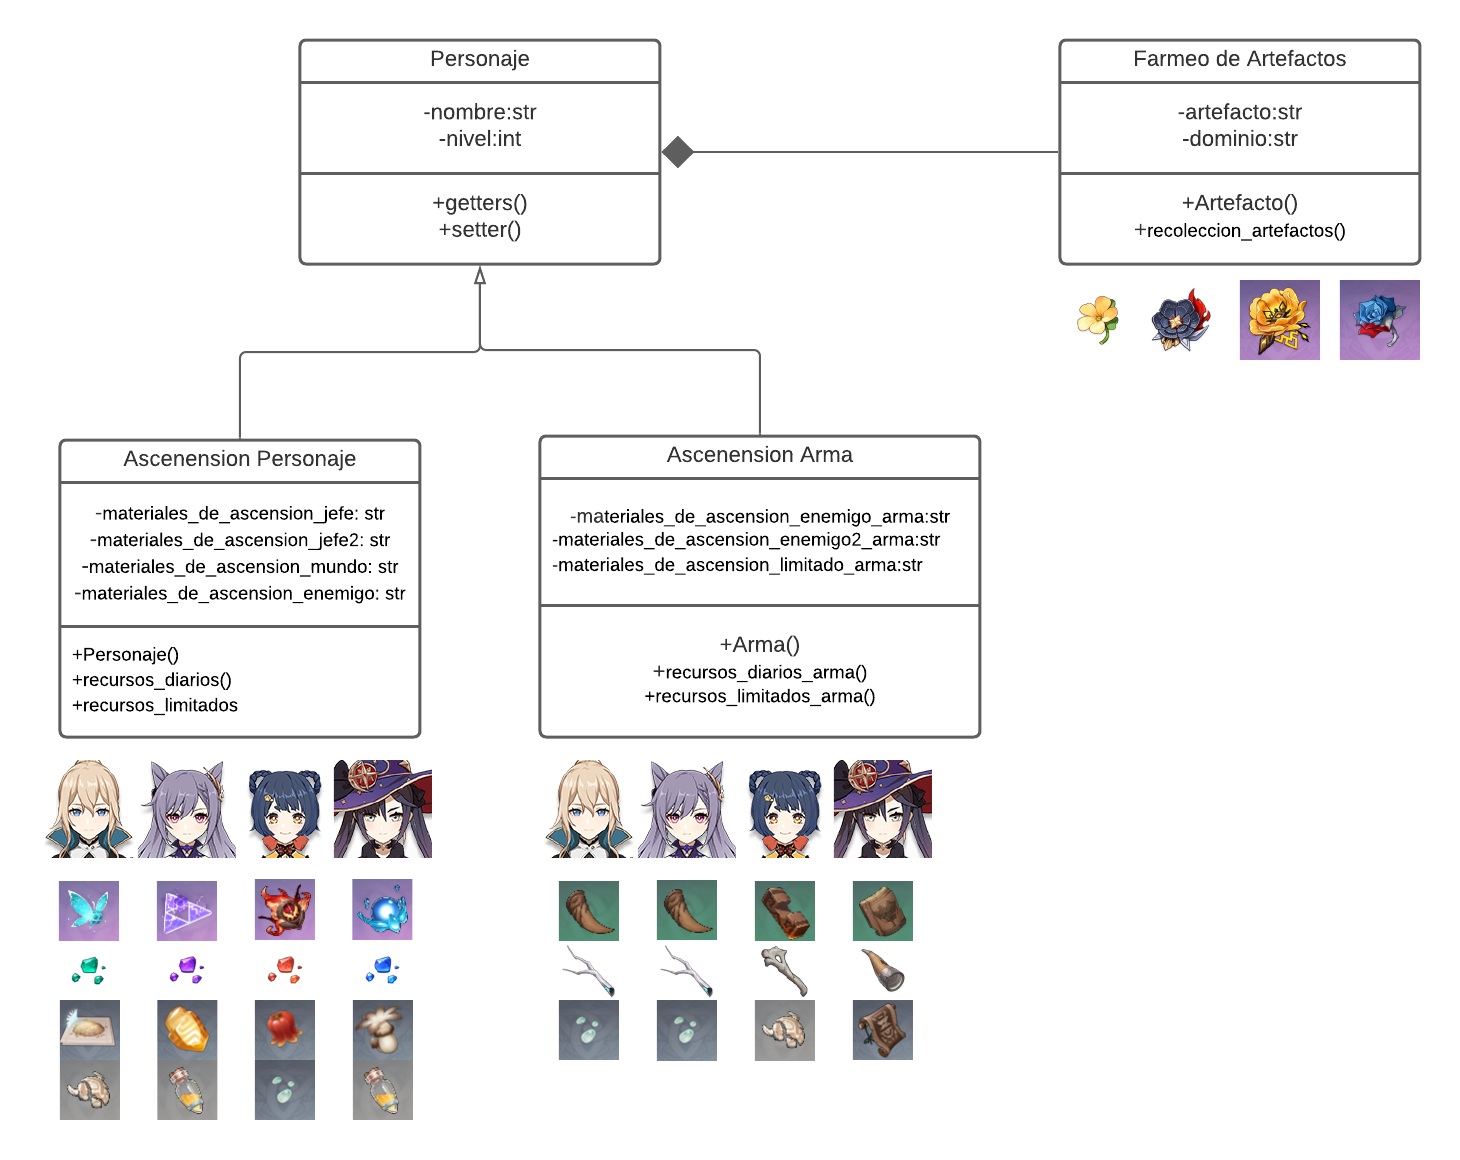 Personaje
-nombre:str
-nivel:int
+getters()
+setter()
Farmeo de Artefactos
-artefacto:str
-dominio:str
+Artefacto()
+recoleccion_artefactos()
Ascenension Personaje
-materiales_de_ascension_jefe: str
-materiales_de_ascension_jefe2: str
-materiales_de_ascension_mundo: str
-materiales_de_ascension_enemigo: str
+Personaje()
+recursos_diarios()
+recursos_limitados
Ascenension Arma
-materiales_de_ascension_enemigo_arma:str
-materiales_de_ascension_enemigo2_arma:str
-materiales_de_ascension_limitado_arma:str
+Arma()
+recursos_diarios_arma()
+recursos_limitados_arma()